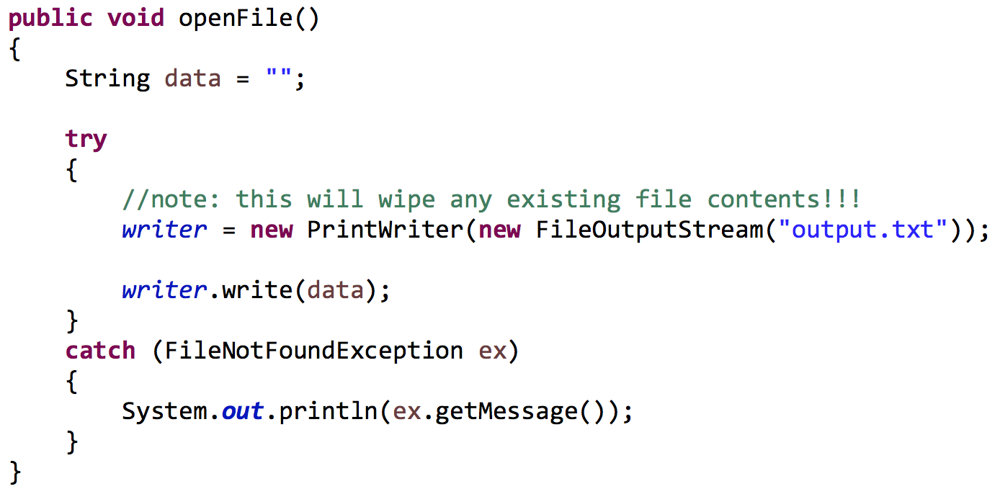 public void openFile()
{
    String data = "";

    try
    {
        //note: this will wipe any existing file contents!!!
        writer = new PrintWriter(new FileOutputStream("output.txt"));

        writer.write(data);
    }
    catch (FileNotFoundException ex)
    {
        System.out.println(ex.getMessage());
    }
}